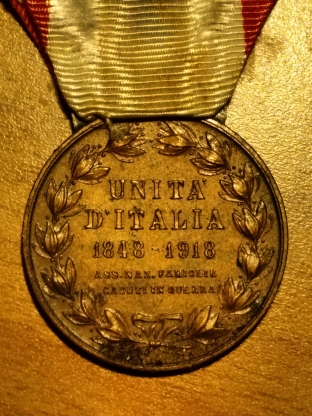 UNITA'
D'ITALIA
1848-1918
ASS. NAZ. FAMIGLIE
CADUTI IN GUERRA